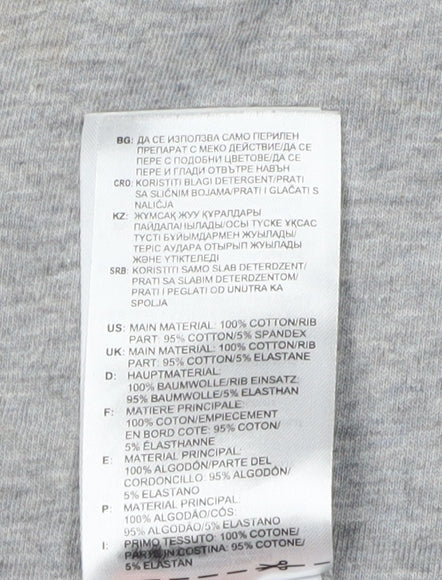 BG: ДА СЕ ИЗПОЛЗВА САМО ПЕРИЛЕН
ПРЕПАРАТ С МЕКО ДЕЙСТВИЕ/ДА СЕ
ПЕРЕ С ПОДОБНИ ЦВЕТОВЕ/ДА СЕ
ПЕРЕ И ГЛАДИ ОТВЪТРЕ НАВЪН
CRO: KORISTITI BLAGI DETERGENT/PRATI
SA SLIČNIM BOJAMA/PRATI I GLAČATI S
NALIČJA
KZ: ЖҰМСАҚ ЖУУ ҚҰРАЛДАРЫ
ПАЙДАЛАНЫЛАДЫ/ОСЫ ТҮСКЕ ҰҚСАС
ТҮСТІ БҰЙЫМДАРМЕН ЖУЫЛАДЫ/
ТЕРІС АУДАРА ОТЫРЫП ЖУЫЛАДЫ
ЖӘНЕ ҮТІКТЕЛЕДІ
SRB: KORISTITI SAMO SLAB DETERDZENT/
PRATI SA SLABIM DETERDZENTOM/
PRATI I PEGLATI OD UNUTRA KA
SPOLJA
US: MAIN MATERIAL: 100% COTTON/RIB
PART: 95% COTTON/5% SPANDEX
UK: MAIN MATERIAL: 100% COTTON/RIB
PART: 95% COTTON/5% ELASTANE
D: HAUPTMATERIAL:
100% BAUMWOLLE/RIB EINSATZ:
95% BAUMWOLLE/5% ELASTHAN
F: MATIERE PRINCIPALE:
100% COTON/EMPIECEMENT
EN BORD COTE: 95% COTON/
5% ÉLASTHANNE
E: MATERIAL PRINCIPAL:
100% ALGODÓN/PARTE DEL
CORDONCILLO: 95% ALGODÓN/
5% ELASTANO
P: MATERIAL PRINCIPAL:
100% ALGODÃO/CÓS:
95% ALGODÃO/5% ELASTANO
I: PRIMO TESSUTO: 100% COTONE/
PARTE IN COSTINA: 95% COTONE/
5% ELASTAN